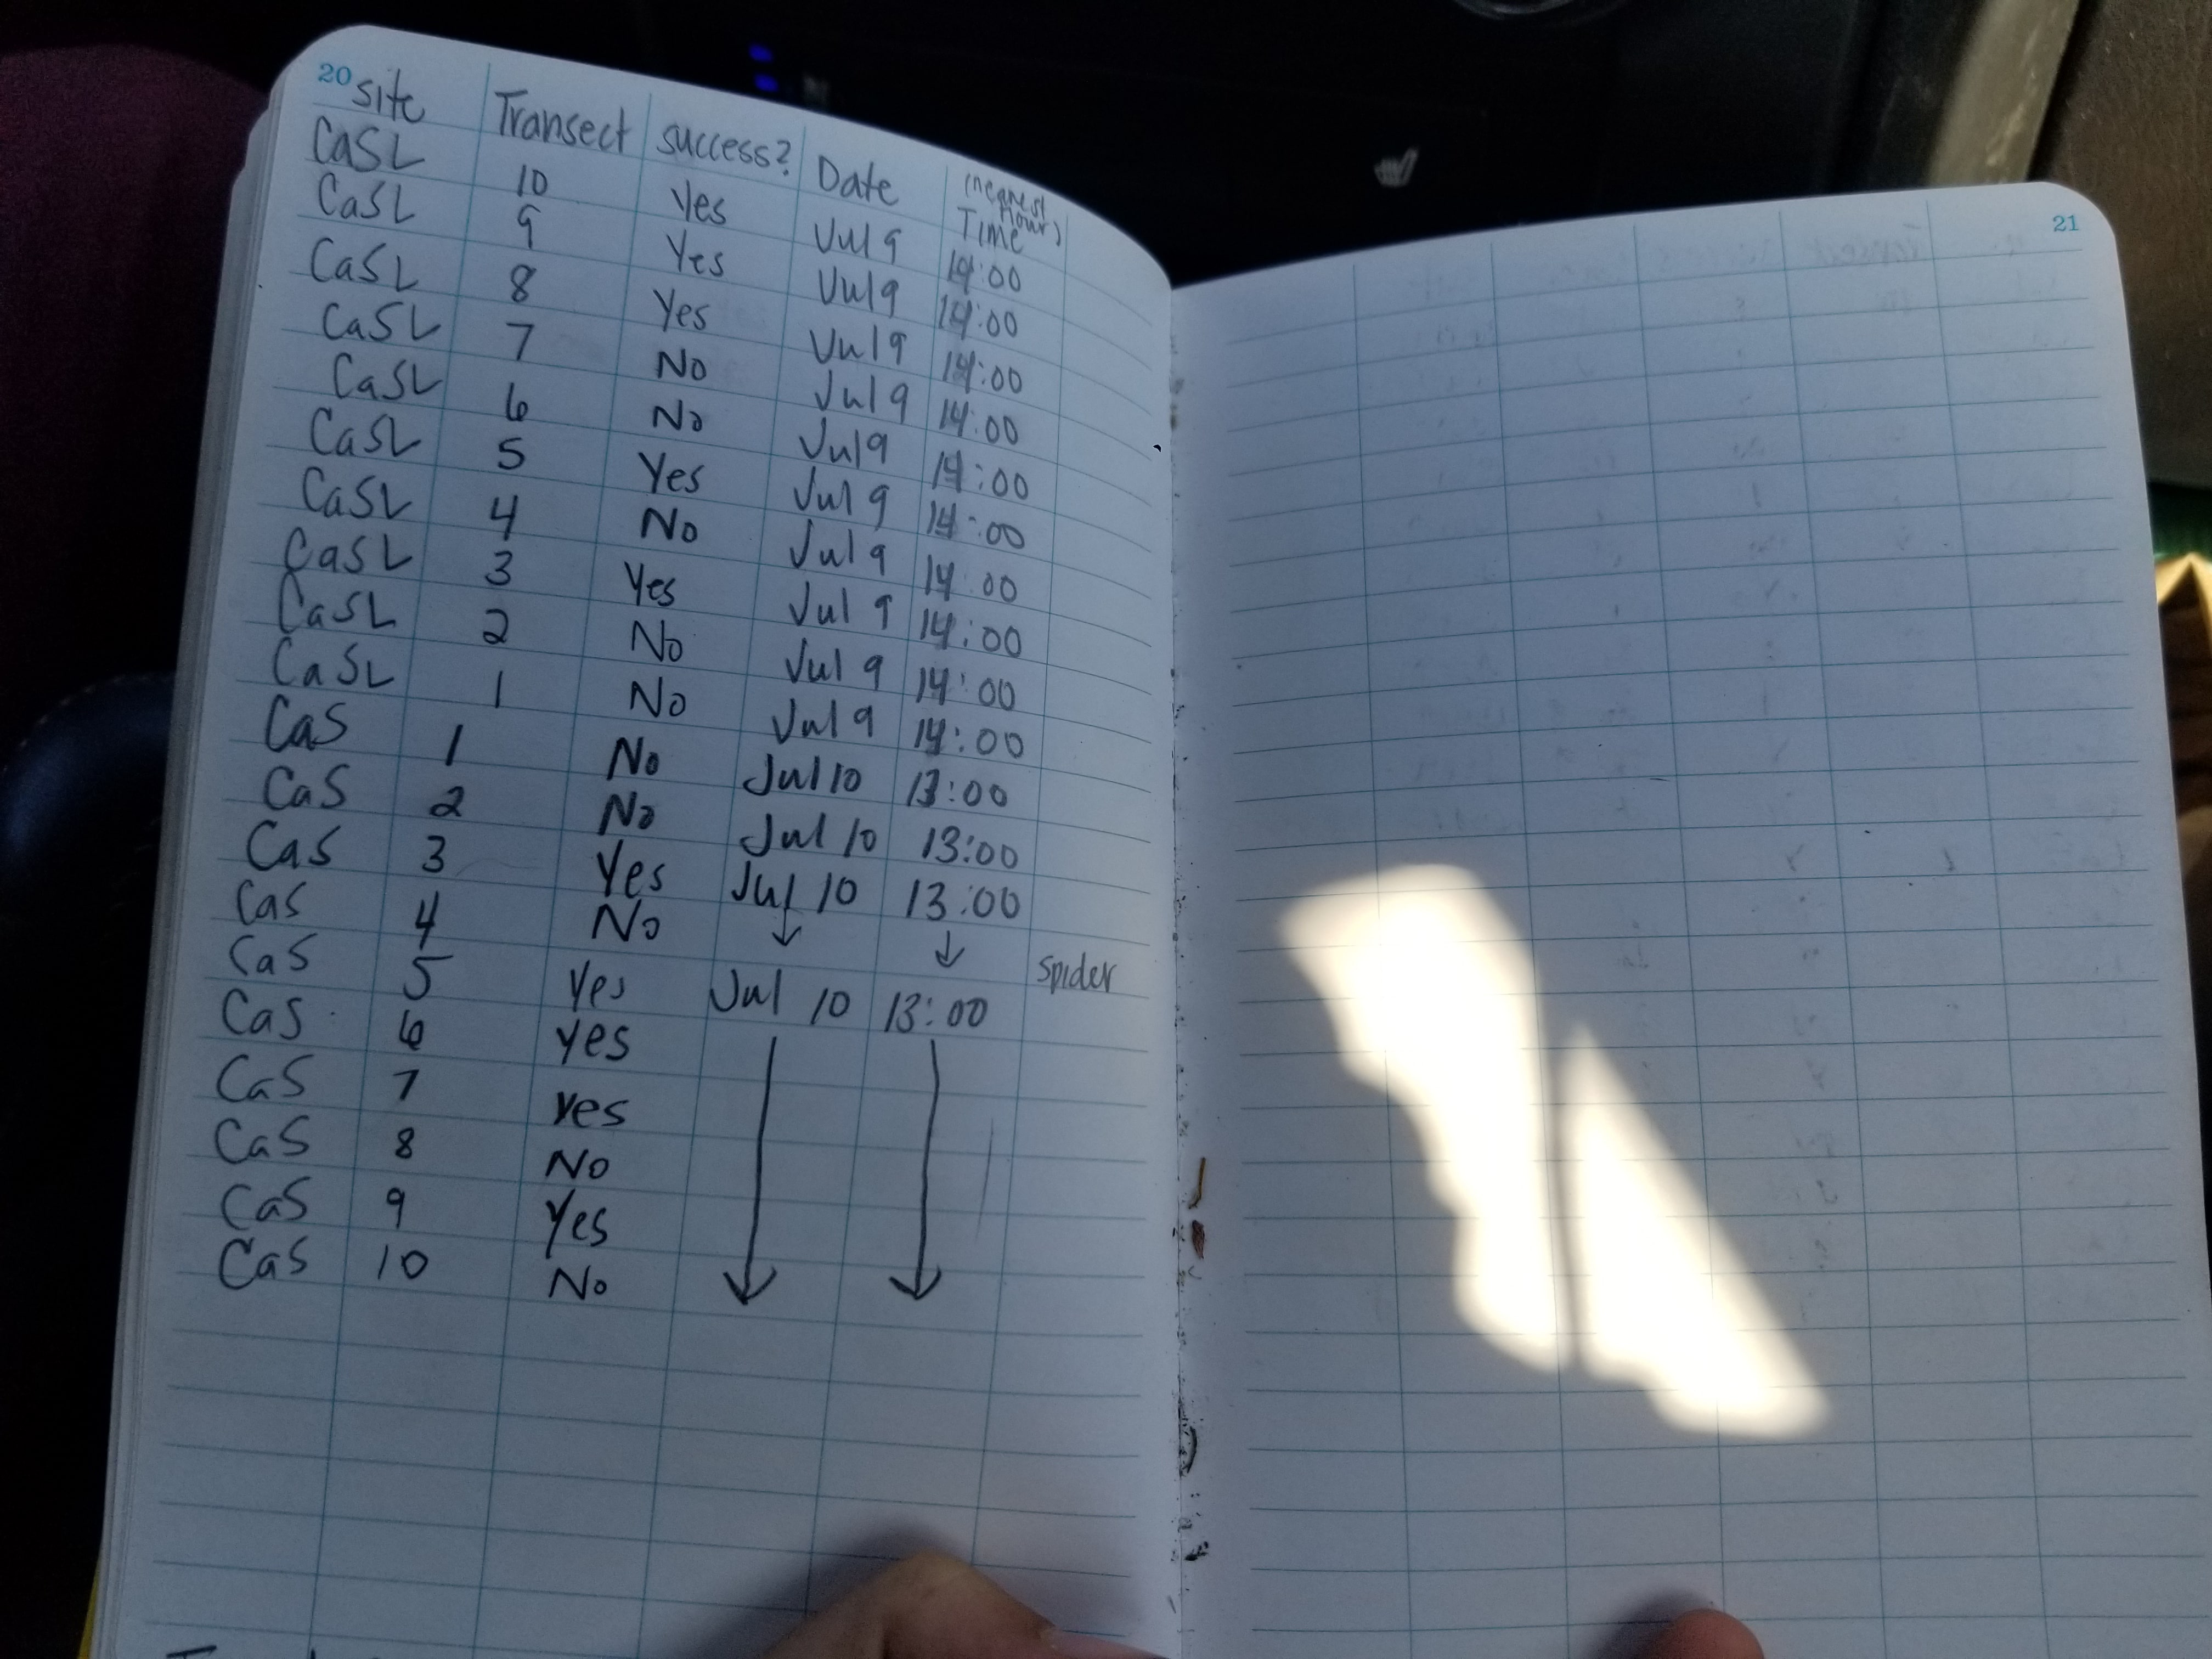 20 21
Site Transect success? Date (nearest hour) Time
CaSL 10 Yes Jul 9 14:00
CaSL 9 Yes Jul 9 14:00
CaSL 8 Yes Jul 9 14:00
CaSL 7 No Jul 9 14:00
CaSL 6 No Jul 9 14:00
CaSL 5 Yes Jul 9 14:00
CaSL 4 No Jul 9 14:00
CaSL 3 Yes Jul 9 14:00
CaSL 2 No Jul 9 14:00
CaSL 1 No Jul 9 14:00
CaS 1 No Jul 10 13:00
CaS 2 No Jul 10 13:00
CaS 3 Yes Jul 10 13:00
CaS 4 No ↓ ↓
CaS 5 Yes Jul 10 13:00 spider
CaS 6 Yes
CaS 7 Yes
CaS 8 No
CaS 9 Yes
CaS 10 No